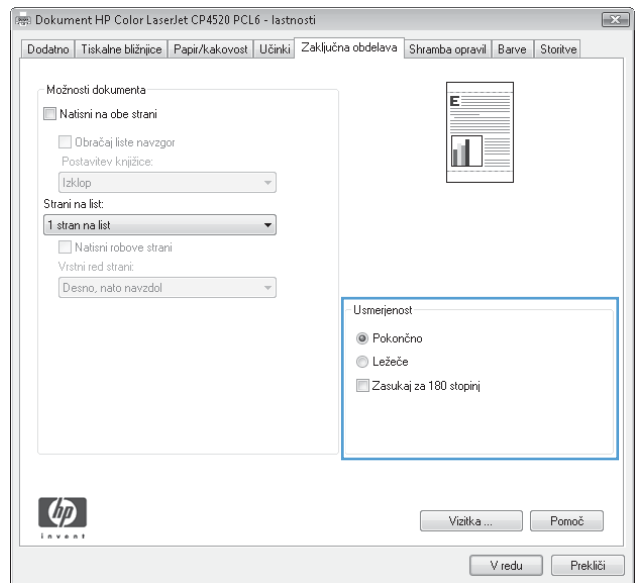 Dokument HP Color LaserJet CP4520 PCL6 - lastnosti
Dodatno Tiskalne bližnjice Papir/kakovost Učinki Zaključna obdelava Shramba opravil Barve Storitve
Možnosti dokumenta
Natisni na obe strani
Obračaj liste navzgor
Postavitev knjižice:
Izklop
Strani na list:
1 stran na list
Natisni robove strani
Vrstni red strani:
Desno, nato navzdol
E
Usmerjenost
Pokončno
Ležeče
Zasukaj za 180 stopinj
hp
invent
Vizitka ... Pomoč
V redu Prekliči